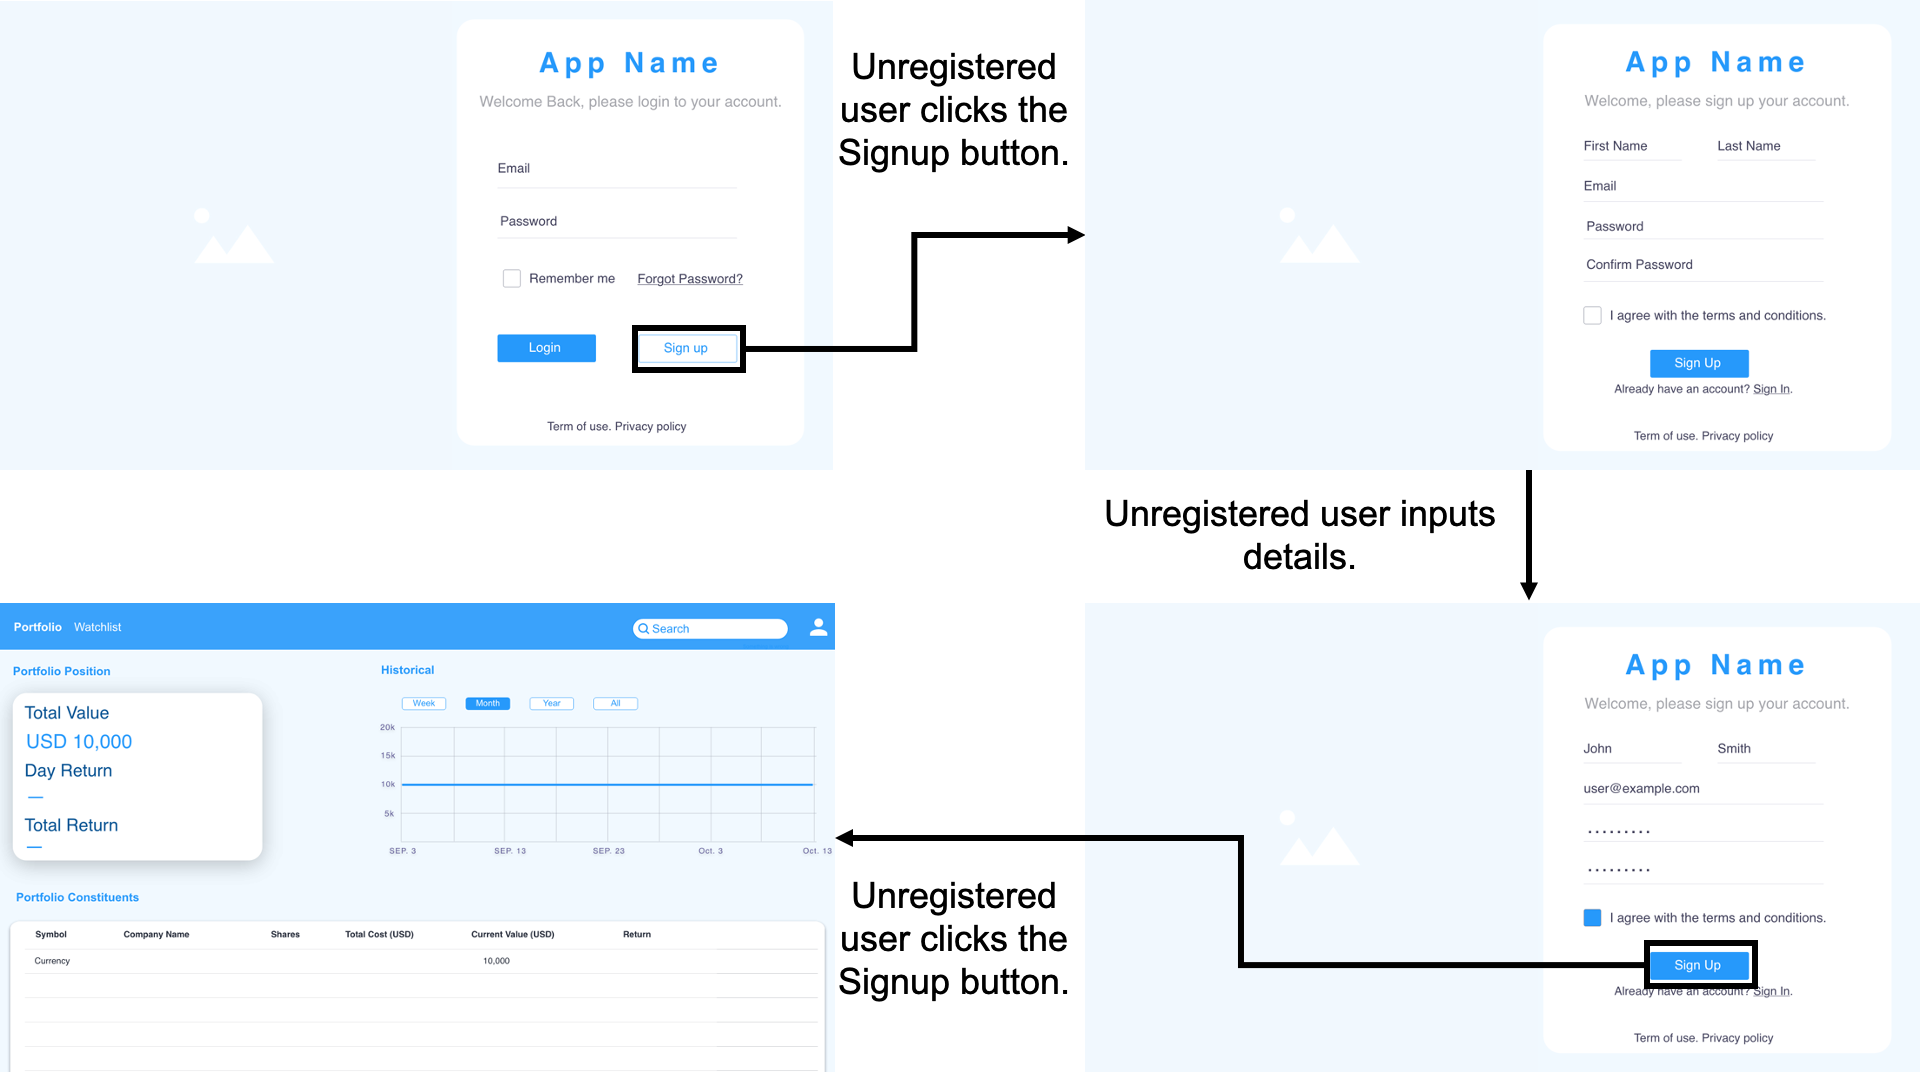 App Name
Welcome Back, please login to your account.
Email
Password
Remember me
Forgot Password?
Login
Sign up
Term of use. Privacy policy
Unregistered
user clicks the
Signup button.
App Name
Welcome, please sign up your account.
First Name
Last Name
Email
Password
Confirm Password
I agree with the terms and conditions.
Sign Up
Already have an account? Sign In.
Term of use. Privacy policy
Unregistered user inputs
details.
App Name
Welcome, please sign up your account.
John
Smith
user@example.com
.........
.........
I agree with the terms and conditions.
Sign Up
Already have an account? Sign In.
Term of use. Privacy policy
Unregistered
user clicks the
Signup button.
Portfolio
Watchlist
Search
Portfolio Position
Total Value
USD 10,000
Day Return
—
Total Return
—
Historical
Week
Month
Year
All
20k
15k
10k
5k
SEP. 3
SEP. 13
SEP. 23
Oct. 3
Oct. 13
Portfolio Constituents
Symbol
Company Name
Shares
Total Cost (USD)
Current Value (USD)
Return
Currency
10,000